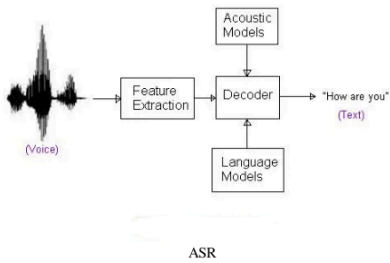 Acoustic
Models
Feature
Extraction
Decoder
"How are you"
(Text)
(Voice)
Language
Models
ASR